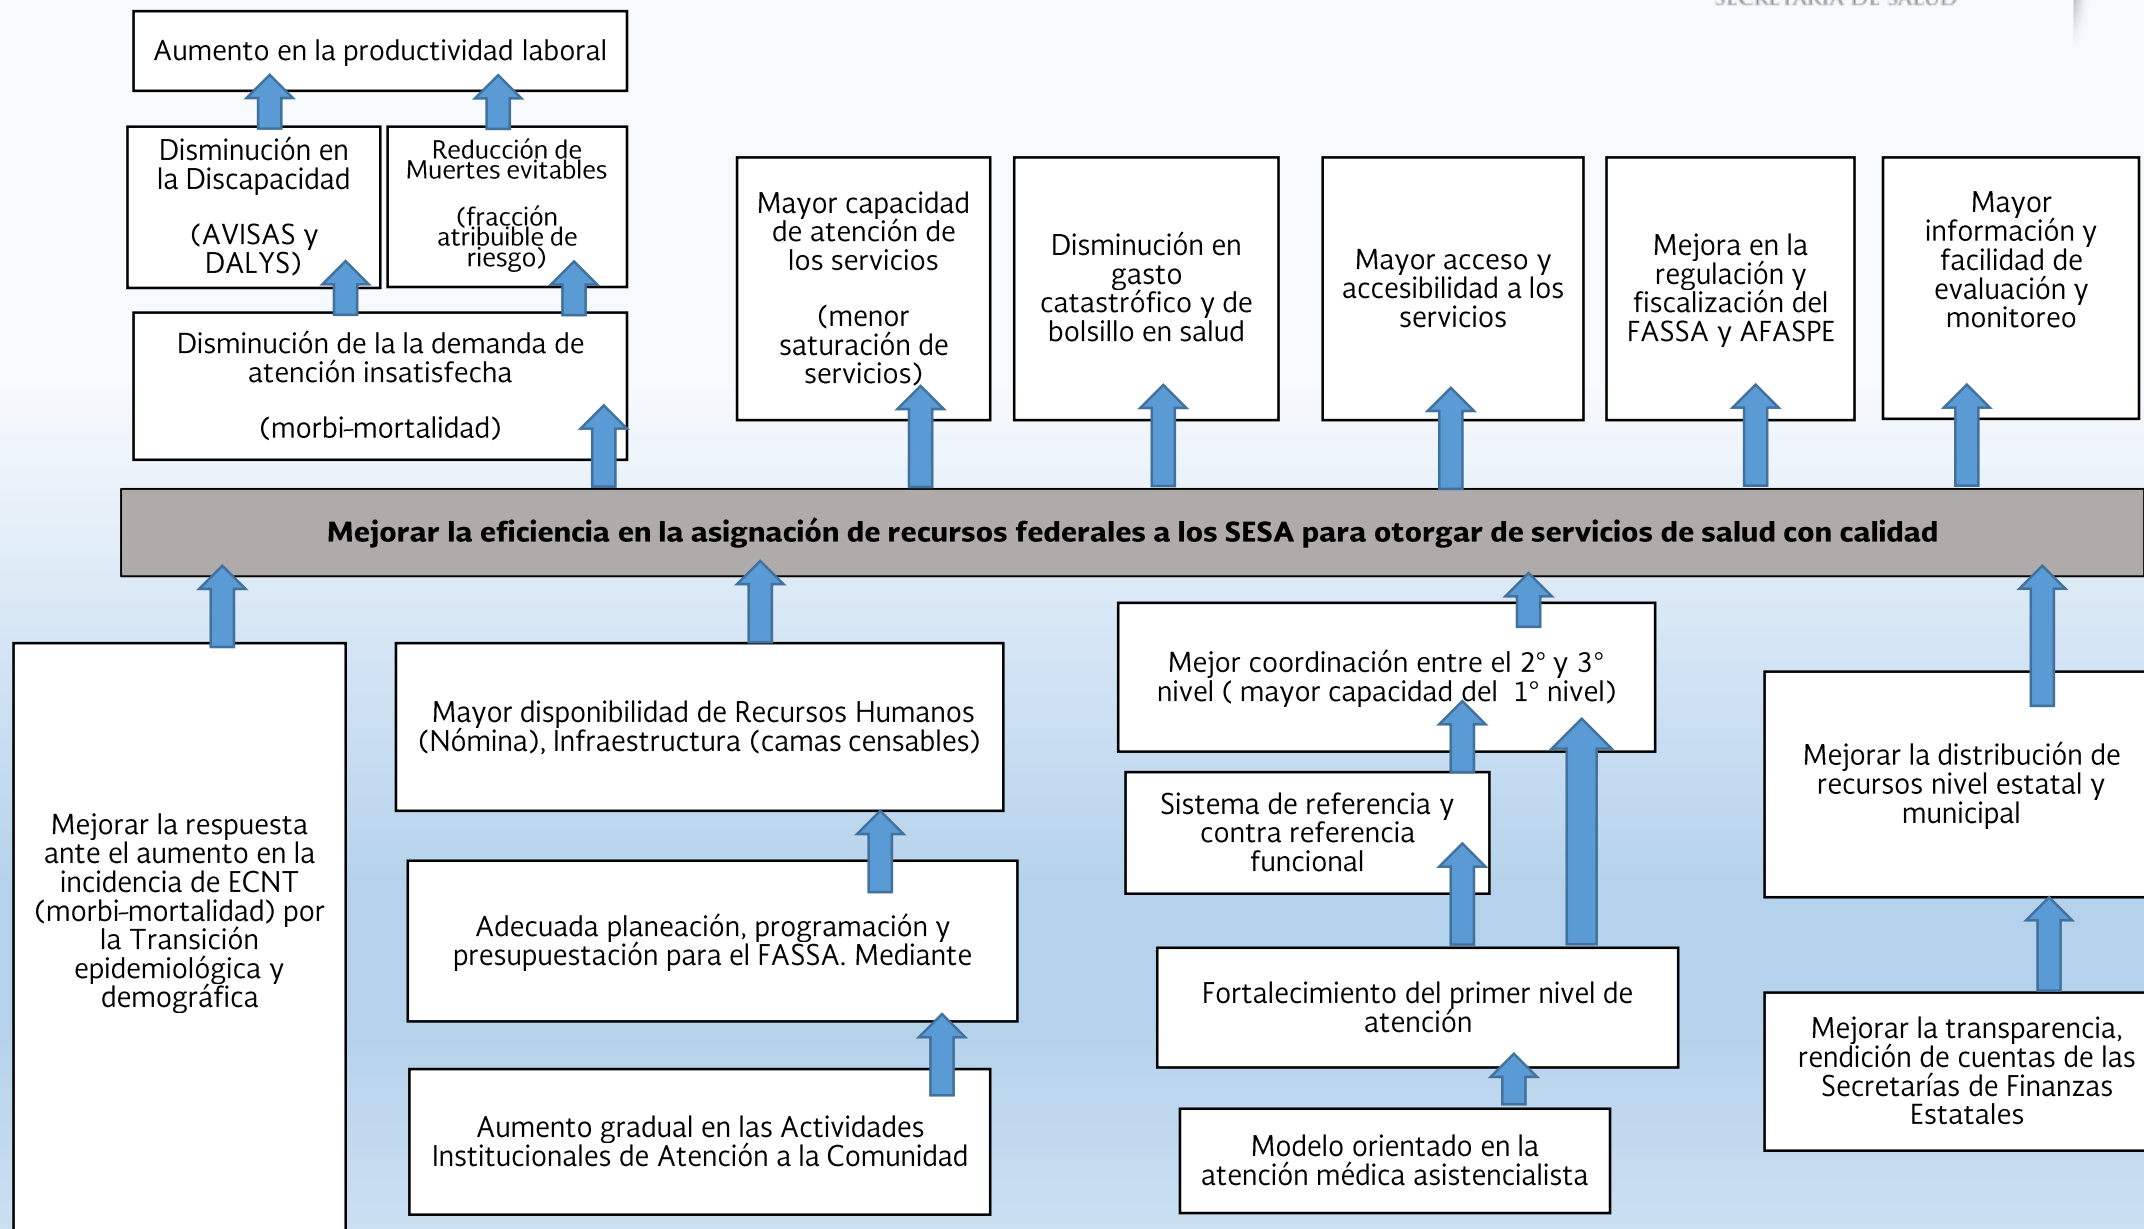 SECRETARÍA DE SALUD
Aumento en la productividad laboral
Disminución en
la Discapacidad
(AVISAS y
DALYS)
Reducción de
Muertes evitables
(fracción
atribuible de
riesgo)
Disminución de la la demanda de
atención insatisfecha
(morbi-mortalidad)
Mayor capacidad
de atención de
los servicios
(menor
saturación de
servicios)
Disminución en
gasto
catastrófico y de
bolsillo en salud
Mayor acceso y
accesibilidad a los
servicios
Mejora en la
regulación y
fiscalización del
FASSA y AFASPE
Mayor
información y
facilidad de
evaluación y
monitoreo
Mejorar la eficiencia en la asignación de recursos federales a los SESA para otorgar de servicios de salud con calidad
Mejorar la respuesta
ante el aumento en la
incidencia de ECNT
(morbi-mortalidad) por
la Transición
epidemiológica y
demográfica
Mayor disponibilidad de Recursos Humanos
(Nómina), Infraestructura (camas censables)
Adecuada planeación, programación y
presupuestación para el FASSA. Mediante
Aumento gradual en las Actividades
Institucionales de Atención a la Comunidad
Mejor coordinación entre el 2° y 3°
nivel ( mayor capacidad del 1° nivel)
Sistema de referencia y
contra referencia
funcional
Fortalecimiento del primer nivel de
atención
Modelo orientado en la
atención médica asistencialista
Mejorar la distribución de
recursos nivel estatal y
municipal
Mejorar la transparencia,
rendición de cuentas de las
Secretarías de Finanzas
Estatales